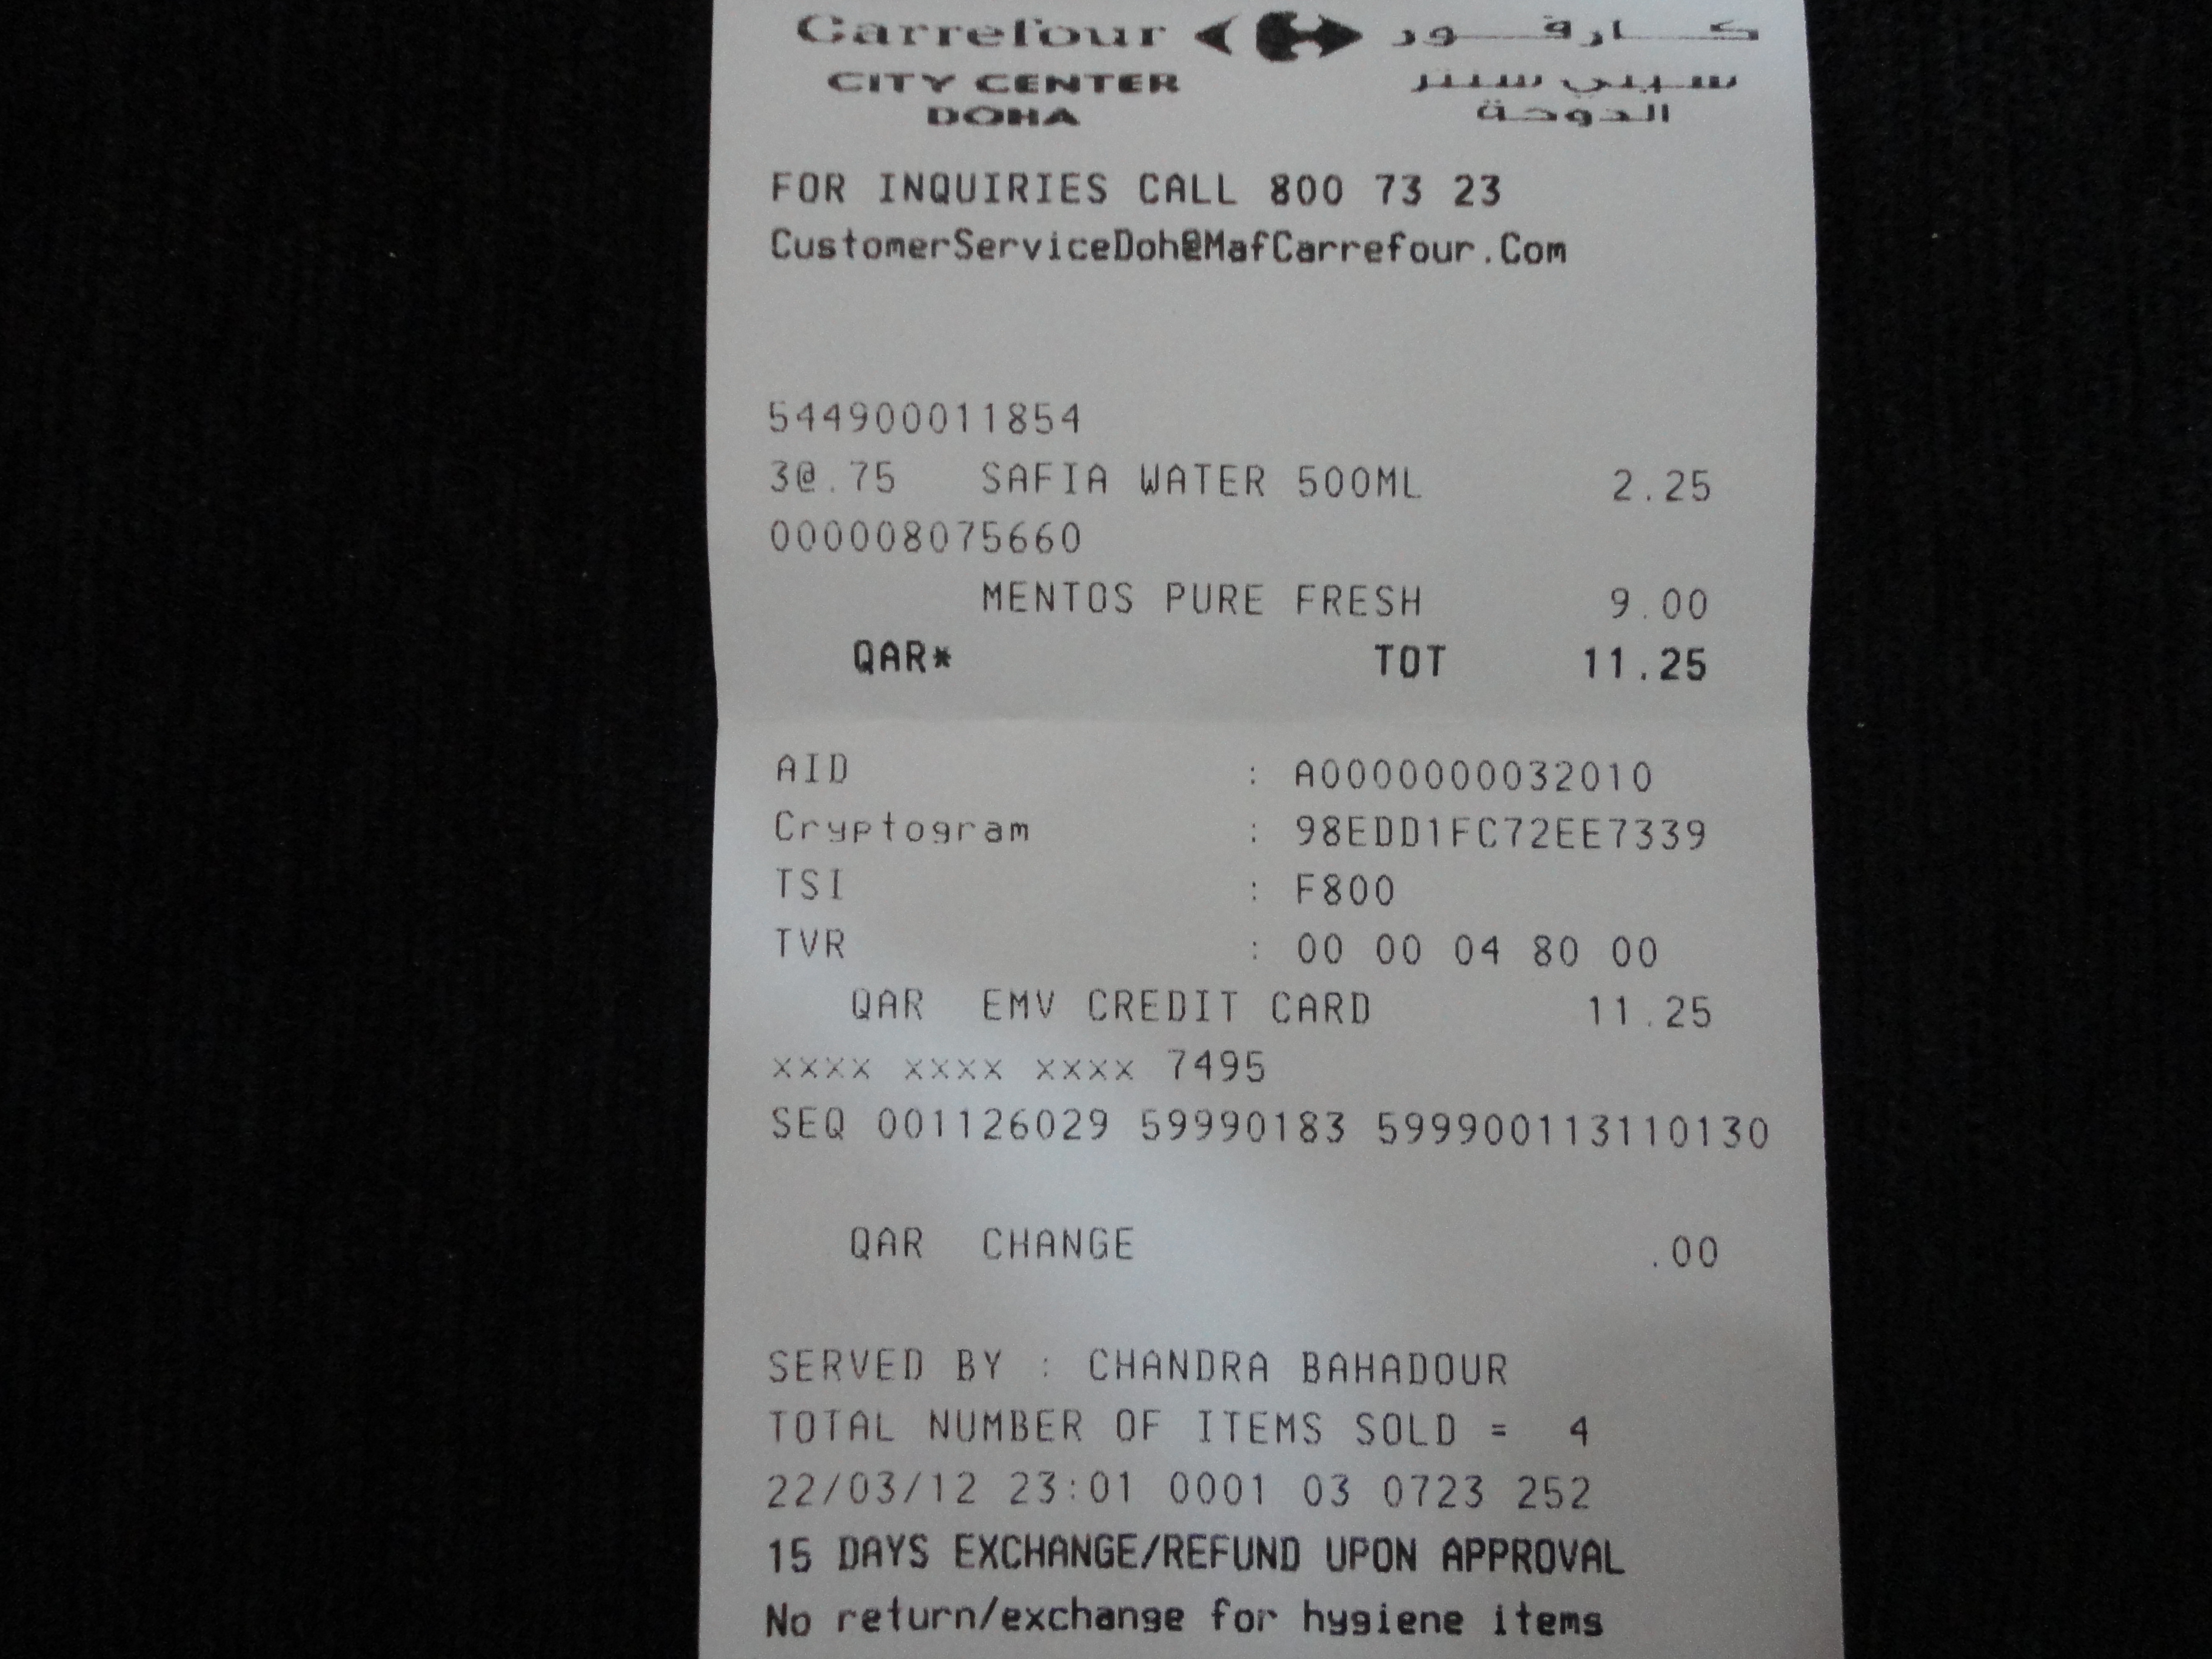 Carrefour كارفور
CITY CENTER سيتي سنتر
DOHA الدوحة
FOR INQUIRIES CALL 800 73 23
CustomerServiceDoh@MafCarrefour.Com
544900011854
3@.75 SAFIA WATER 500ML 2.25
000008075660
MENTOS PURE FRESH 9.00
QAR* TOT 11.25
AID : A0000000032010
Cryptogram : 98EDD1FC72EE7339
TSI : F800
TVR : 00 00 04 80 00
QAR EMV CREDIT CARD 11.25
xxxx xxxx xxxx 7495
SEQ 001126029 59990183 599900113110130
QAR CHANGE .00
SERVED BY : CHANDRA BAHADOUR
TOTAL NUMBER OF ITEMS SOLD = 4
22/03/12 23:01 0001 03 0723 252
15 DAYS EXCHANGE/REFUND UPON APPROVAL
No return/exchange for hygiene items